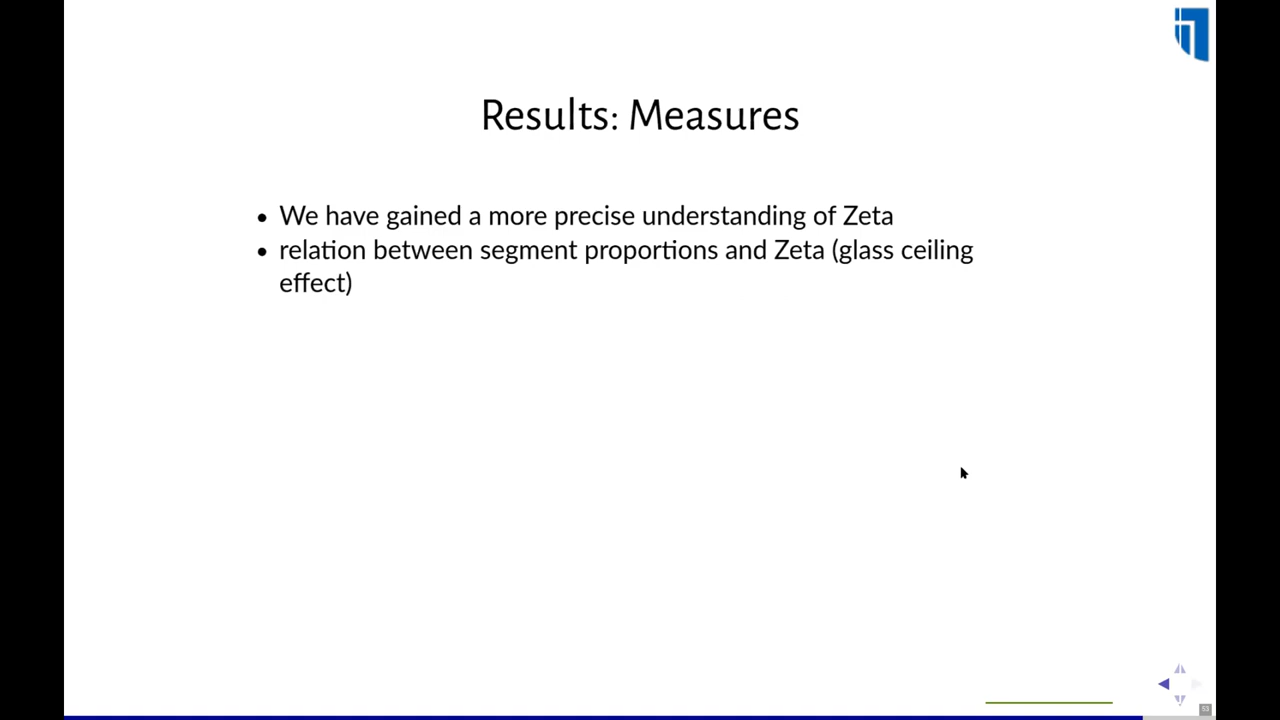 Results: Measures
• We have gained a more precise understanding of Zeta
• relation between segment proportions and Zeta (glass ceiling
effect)
53